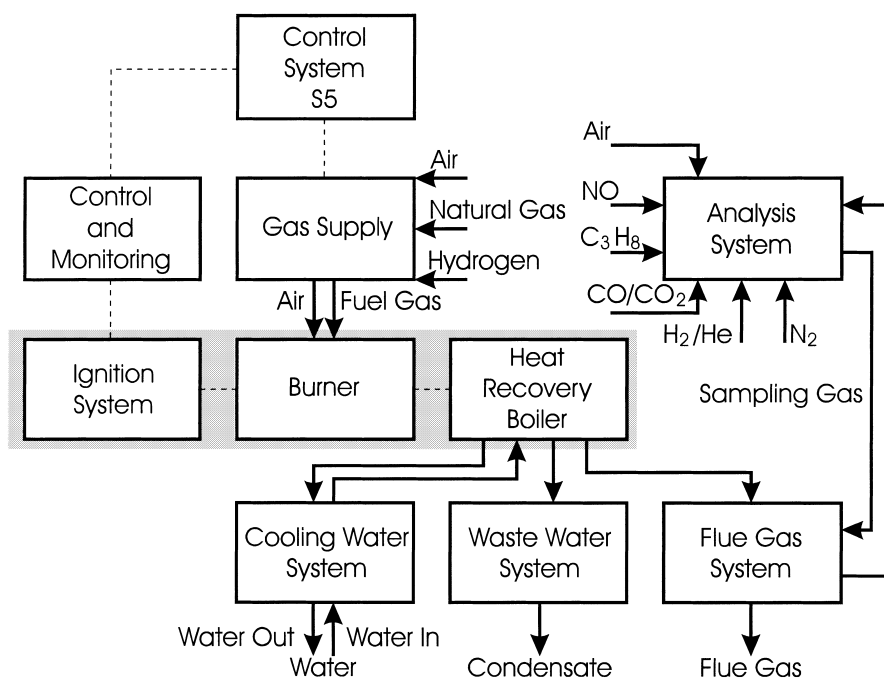 Control
System
S5
Control
and
Monitoring
Gas Supply
Air
Natural Gas
Hydrogen
Air
Fuel Gas
Air
NO
C₃H₈
CO/CO₂
H₂/He
N₂
Analysis
System
Sampling Gas
Ignition
System
Burner
Heat
Recovery
Boiler
Cooling Water
System
Waste Water
System
Flue Gas
System
Water Out
Water In
Water
Condensate
Flue Gas